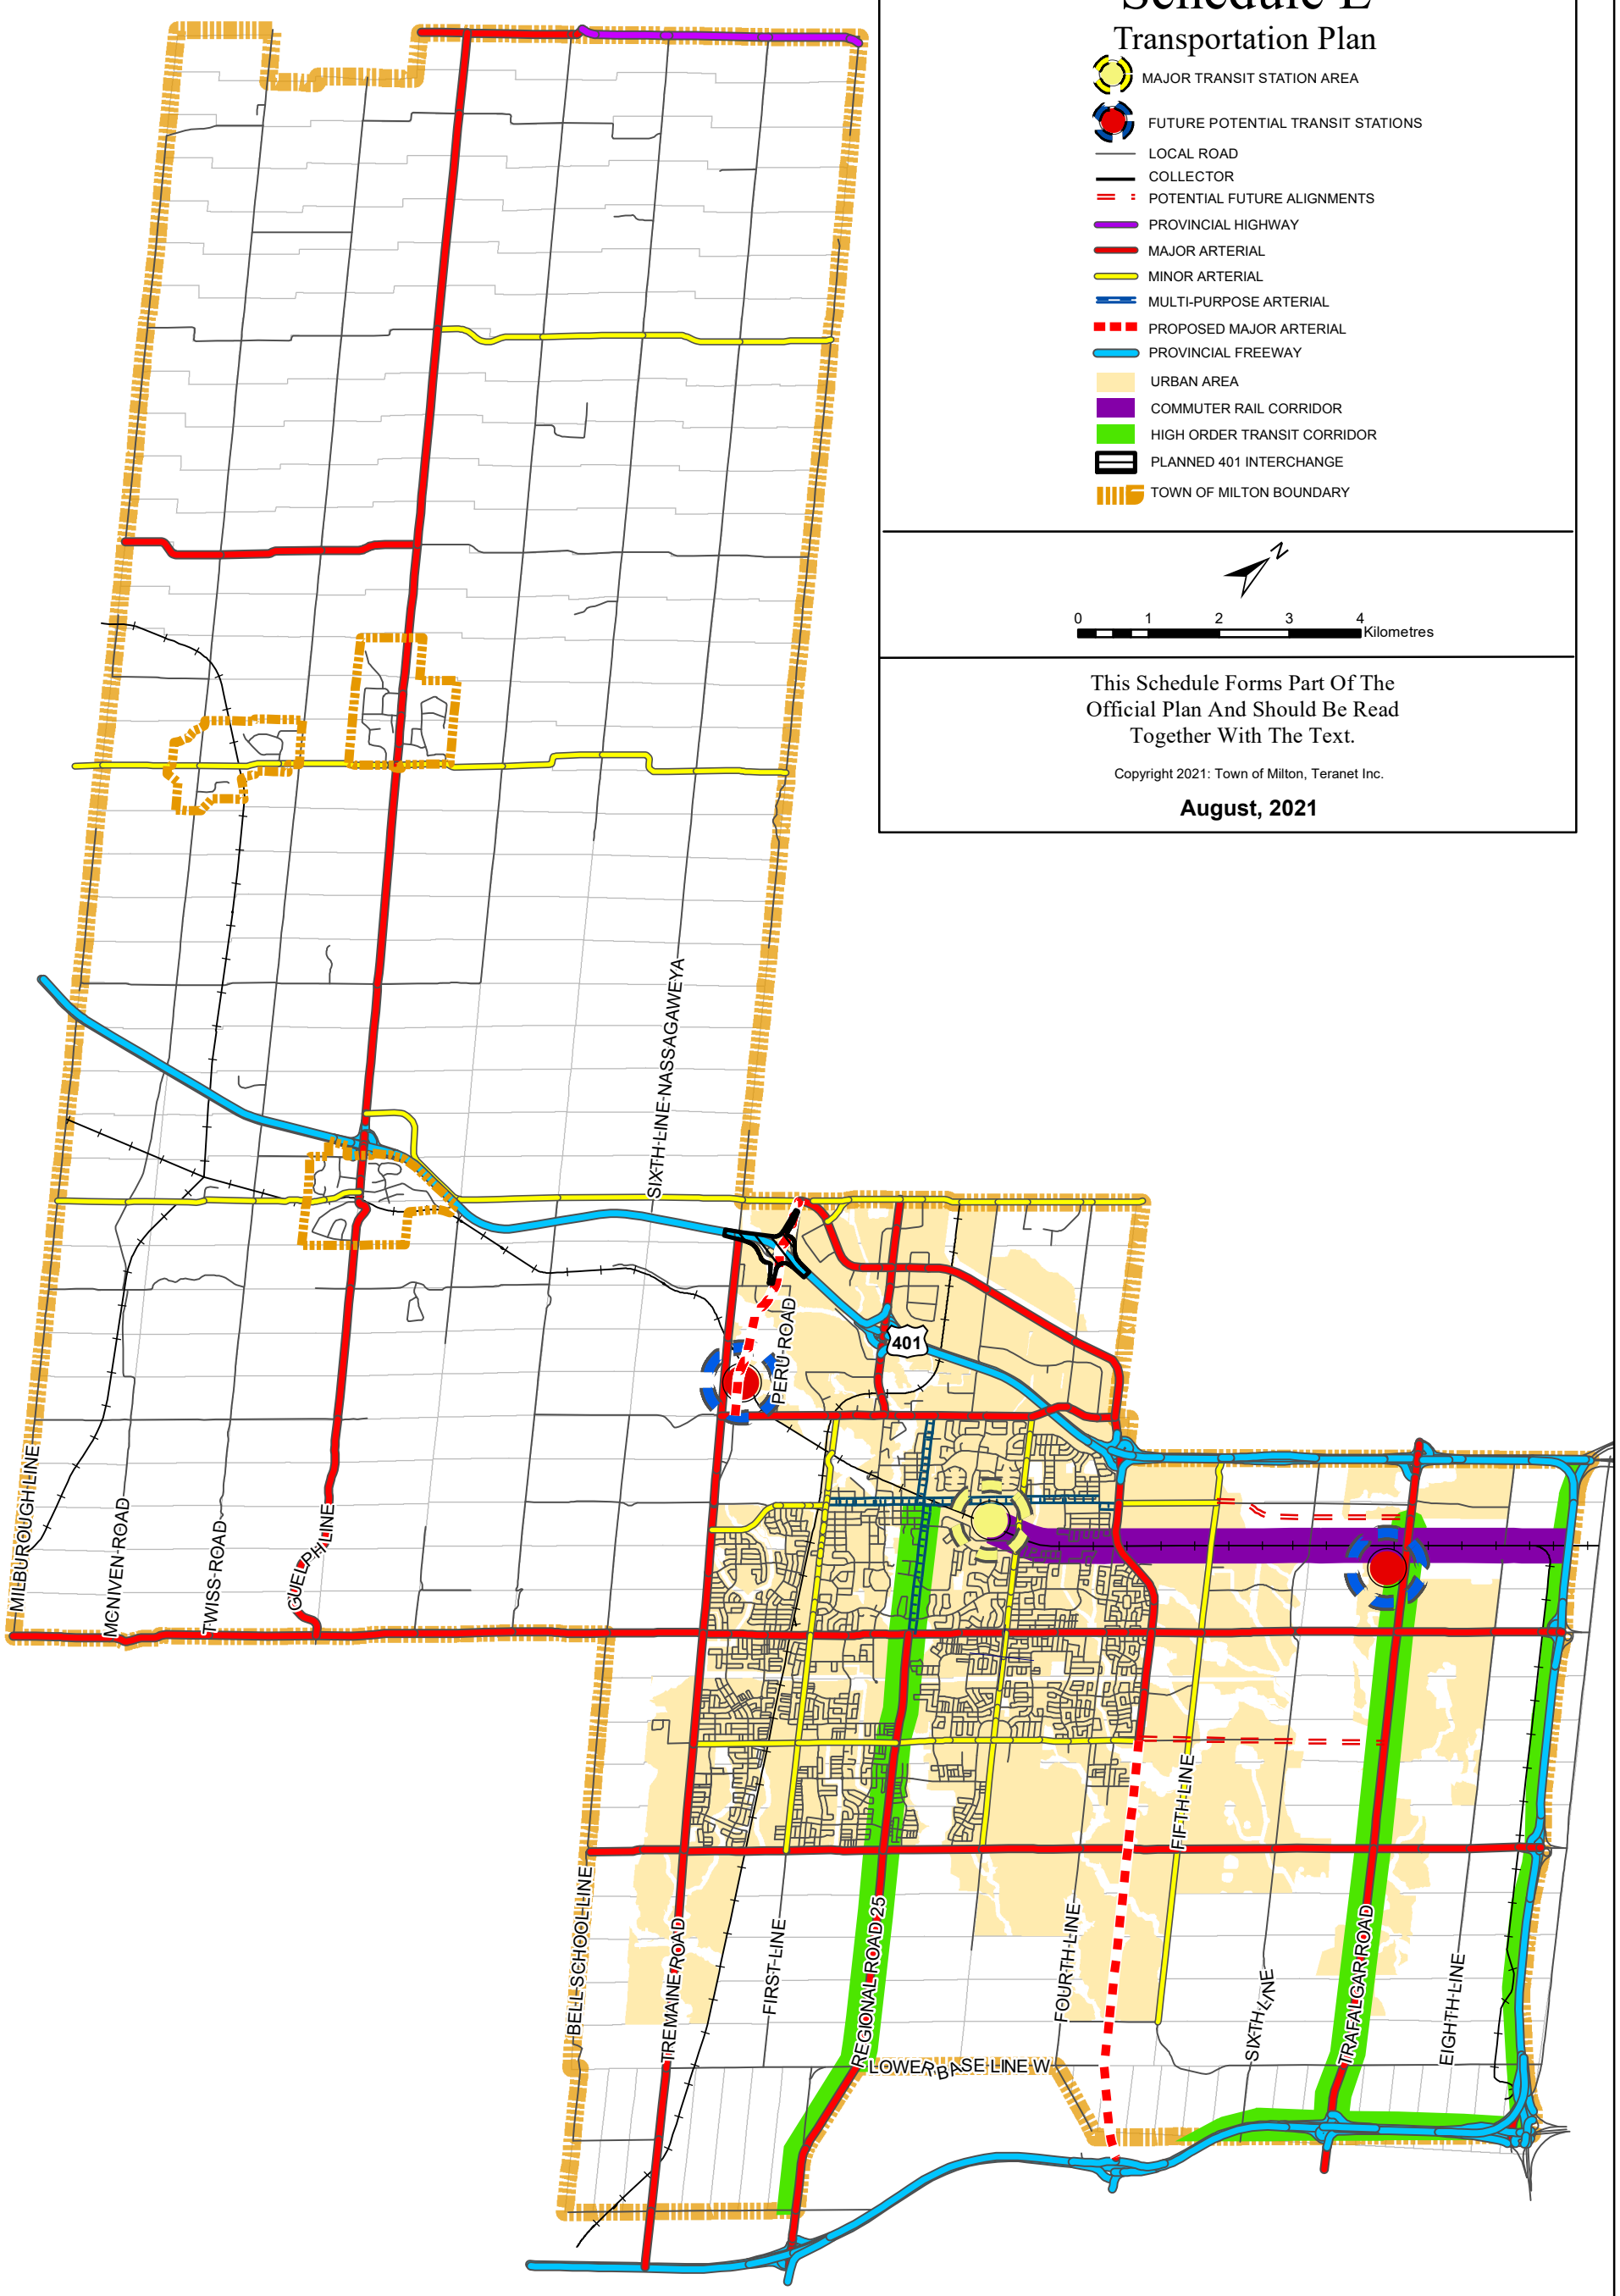 Schedule E
Transportation Plan
MAJOR TRANSIT STATION AREA
FUTURE POTENTIAL TRANSIT STATIONS
LOCAL ROAD
COLLECTOR
POTENTIAL FUTURE ALIGNMENTS
PROVINCIAL HIGHWAY
MAJOR ARTERIAL
MINOR ARTERIAL
MULTI-PURPOSE ARTERIAL
PROPOSED MAJOR ARTERIAL
PROVINCIAL FREEWAY
URBAN AREA
COMMUTER RAIL CORRIDOR
HIGH ORDER TRANSIT CORRIDOR
PLANNED 401 INTERCHANGE
TOWN OF MILTON BOUNDARY
N
0 1 2 3 4
Kilometres
This Schedule Forms Part Of The
Official Plan And Should Be Read
Together With The Text.
Copyright 2021: Town of Milton, Teranet Inc.
August, 2021
SIXTH LINE NASSAGAWEYA
PERU ROAD
401
MILBOROUGH LINE
MCNIVEN ROAD
TWISS ROAD
GUELPH LINE
BELL SCHOOL LINE
TREMAINE ROAD
FIRST LINE
REGIONAL ROAD 25
LOWER BASE LINE W
FOURTH LINE
FIFTH LINE
SIXTH LINE
TRAFALGAR ROAD
EIGHTH LINE